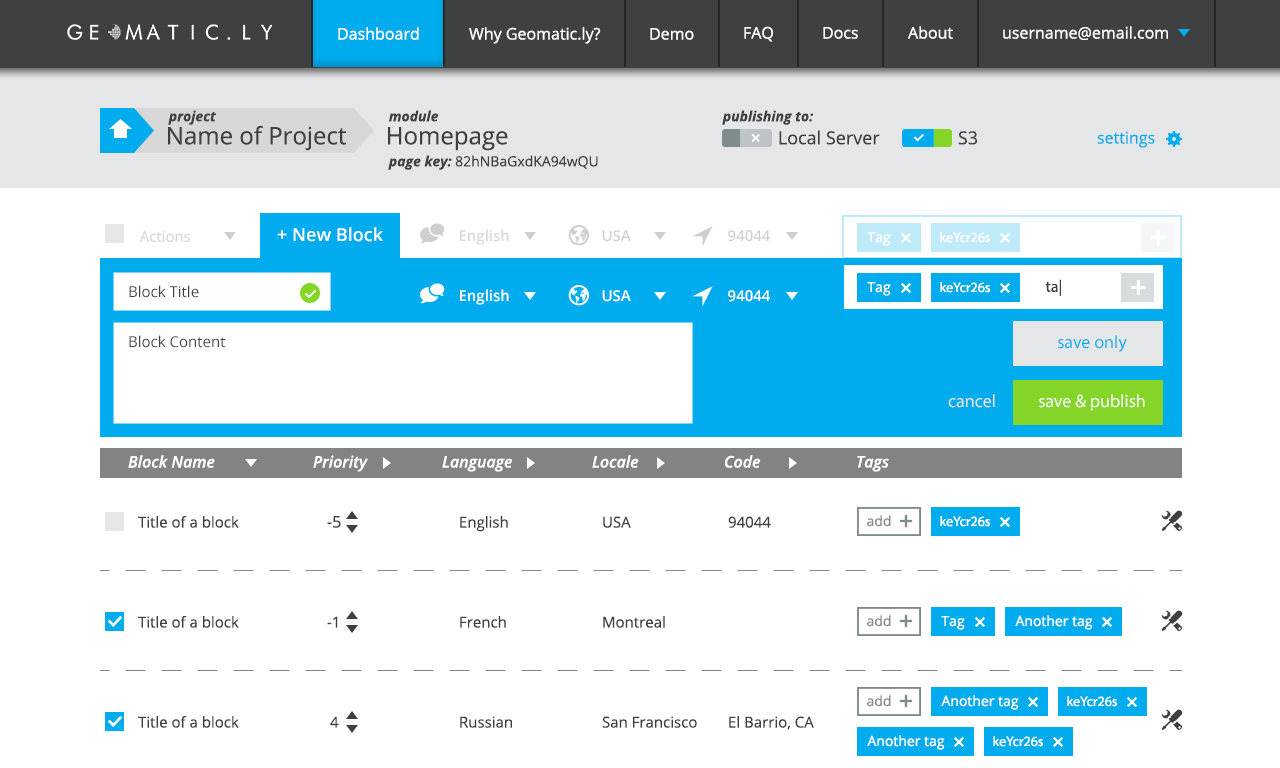 GEOMATIC.LY Dashboard Why Geomatic.ly? Demo FAQ Docs About username@email.com
project module publishing to:
Name of Project Homepage Local Server S3 settings
page key: 82hNBaGxdKA94wQU
Actions + New Block English USA 94044 Tag keYcr26s
Block Title English USA 94044 Tag keYcr26s ta
Block Content save only
cancel save & publish
Block Name Priority Language Locale Code Tags
Title of a block -5 English USA 94044 add keYcr26s
Title of a block -1 French Montreal add Tag Another tag
add Another tag keYcr26s
Title of a block 4 Russian San Francisco El Barrio, CA
Another tag keYcr26s